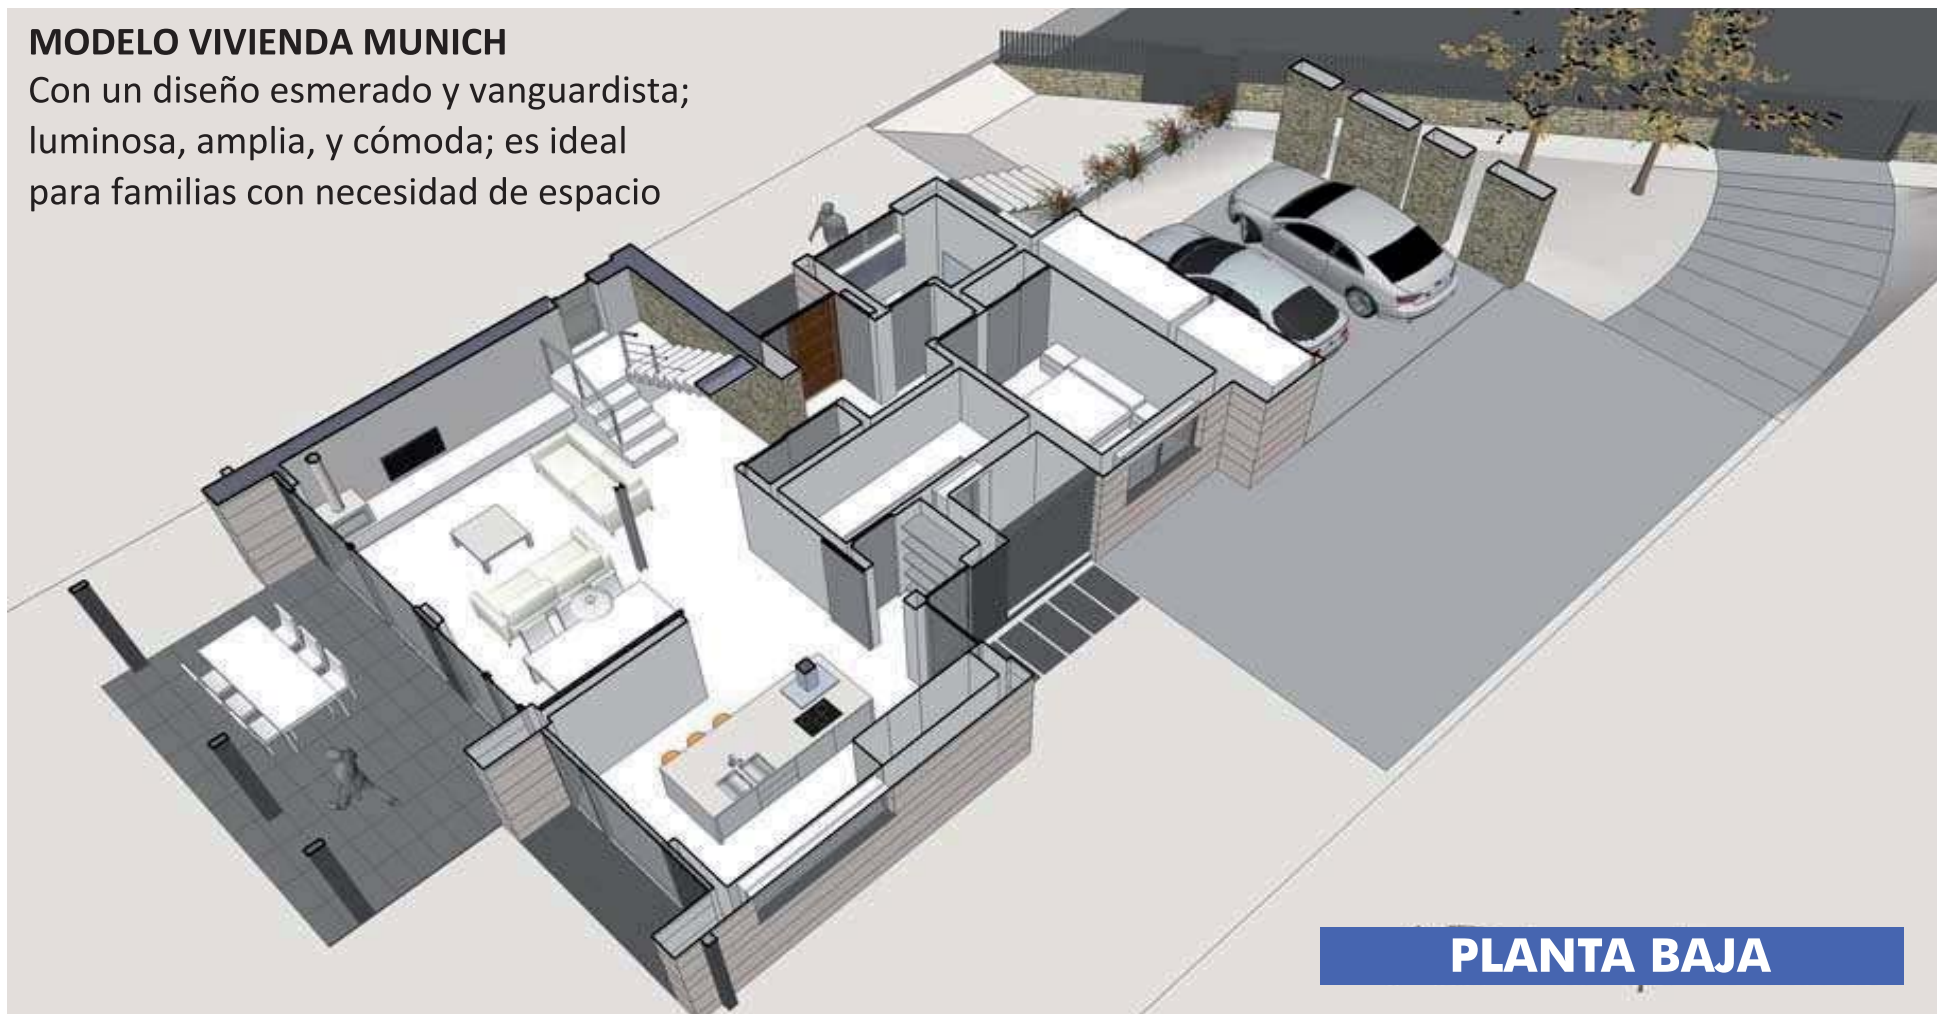 MODELO VIVIENDA MUNICH
Con un diseño esmerado y vanguardista;
luminosa, amplia, y cómoda; es ideal
para familias con necesidad de espacio
PLANTA BAJA